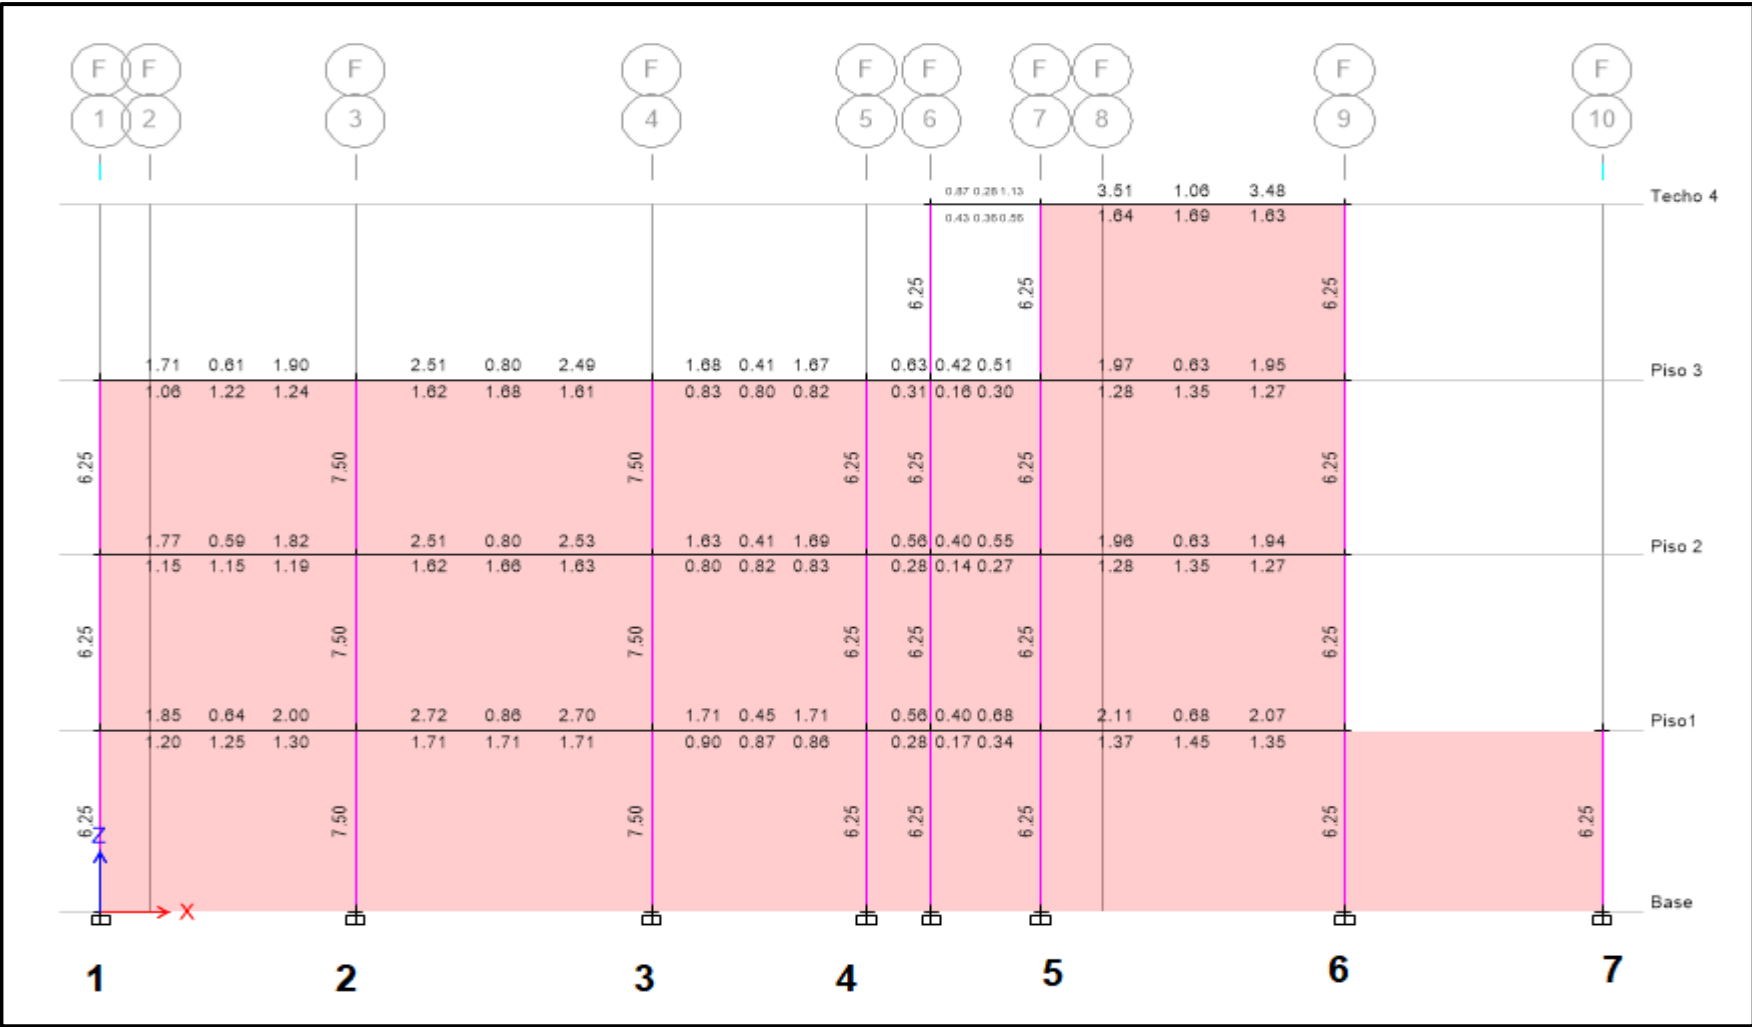 F F F F F F F F F F
1 2 3 4 5 6 7 8 9 10
0.87 0.28 1.13 3.51 1.06 3.48 Techo 4
0.43 0.36 0.56 1.64 1.69 1.63
6.25 6.25 6.25
1.71 0.61 1.90 2.51 0.80 2.49 1.68 0.41 1.67 0.63 0.42 0.51 1.97 0.63 1.95 Piso 3
1.06 1.22 1.24 1.62 1.68 1.61 0.83 0.80 0.82 0.31 0.16 0.30 1.28 1.35 1.27
6.25 7.50 7.50 6.25 6.25 6.25 6.25
1.77 0.59 1.82 2.51 0.80 2.53 1.63 0.41 1.69 0.56 0.40 0.55 1.96 0.63 1.94 Piso 2
1.15 1.15 1.19 1.62 1.66 1.63 0.80 0.82 0.83 0.28 0.14 0.27 1.28 1.35 1.27
6.25 7.50 7.50 6.25 6.25 6.25 6.25
1.85 0.64 2.00 2.72 0.86 2.70 1.71 0.45 1.71 0.56 0.40 0.68 2.11 0.68 2.07 Piso1
1.20 1.25 1.30 1.71 1.71 1.71 0.90 0.87 0.86 0.28 0.17 0.34 1.37 1.45 1.35
6.25 7.50 7.50 6.25 6.25 6.25 6.25 6.25
Z
X Base
1 2 3 4 5 6 7